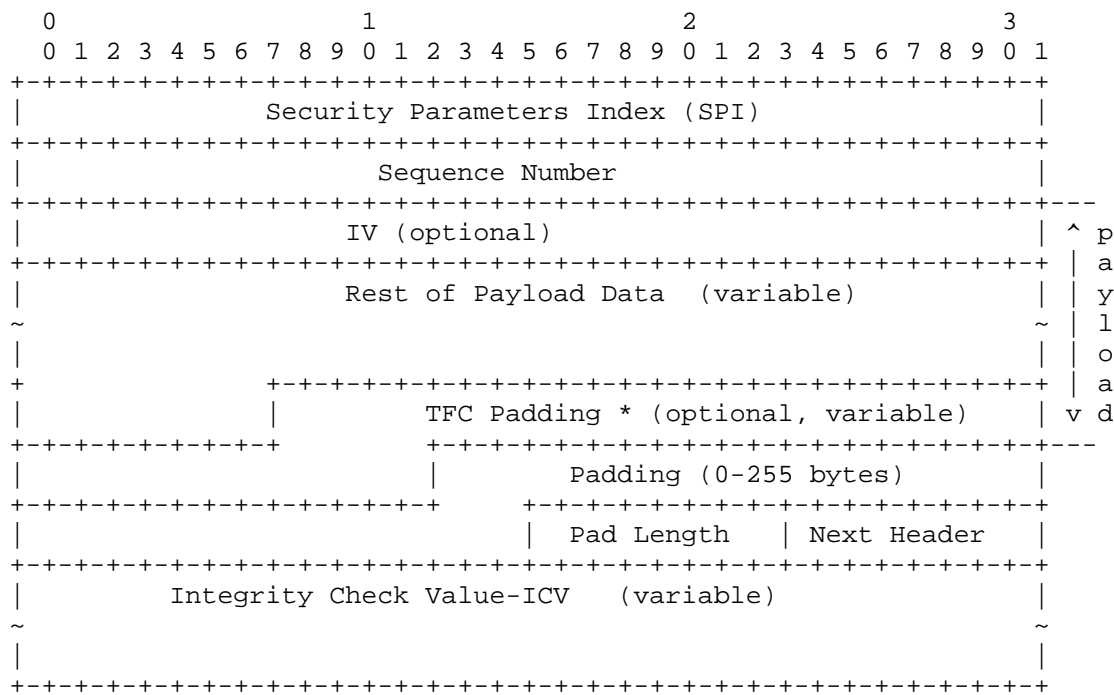 0                   1                   2                   3
0 1 2 3 4 5 6 7 8 9 0 1 2 3 4 5 6 7 8 9 0 1 2 3 4 5 6 7 8 9 0 1
+-+-+-+-+-+-+-+-+-+-+-+-+-+-+-+-+-+-+-+-+-+-+-+-+-+-+-+-+-+-+-+-+
|               Security Parameters Index (SPI)                 |
+-+-+-+-+-+-+-+-+-+-+-+-+-+-+-+-+-+-+-+-+-+-+-+-+-+-+-+-+-+-+-+-+
|                      Sequence Number                          |
+-+-+-+-+-+-+-+-+-+-+-+-+-+-+-+-+-+-+-+-+-+-+-+-+-+-+-+-+-+-+-+-+---
|                    IV (optional)                              | ^ p
+-+-+-+-+-+-+-+-+-+-+-+-+-+-+-+-+-+-+-+-+-+-+-+-+-+-+-+-+-+-+-+-+ | a
|                    Rest of Payload Data  (variable)           | | y
~                                                               ~ | l
|                                                               | | o
+               +-+-+-+-+-+-+-+-+-+-+-+-+-+-+-+-+-+-+-+-+-+-+-+-+ | a
|               |         TFC Padding * (optional, variable)    | v d
+-+-+-+-+-+-+-+-+         +-+-+-+-+-+-+-+-+-+-+-+-+-+-+-+-+-+-+-+---
|                         |        Padding (0-255 bytes)        |
+-+-+-+-+-+-+-+-+-+-+-+-+-+     +-+-+-+-+-+-+-+-+-+-+-+-+-+-+-+-+
|                               |  Pad Length   | Next Header   |
+-+-+-+-+-+-+-+-+-+-+-+-+-+-+-+-+-+-+-+-+-+-+-+-+-+-+-+-+-+-+-+-+
|         Integrity Check Value-ICV   (variable)                |
~                                                               ~
|                                                               |
+-+-+-+-+-+-+-+-+-+-+-+-+-+-+-+-+-+-+-+-+-+-+-+-+-+-+-+-+-+-+-+-+